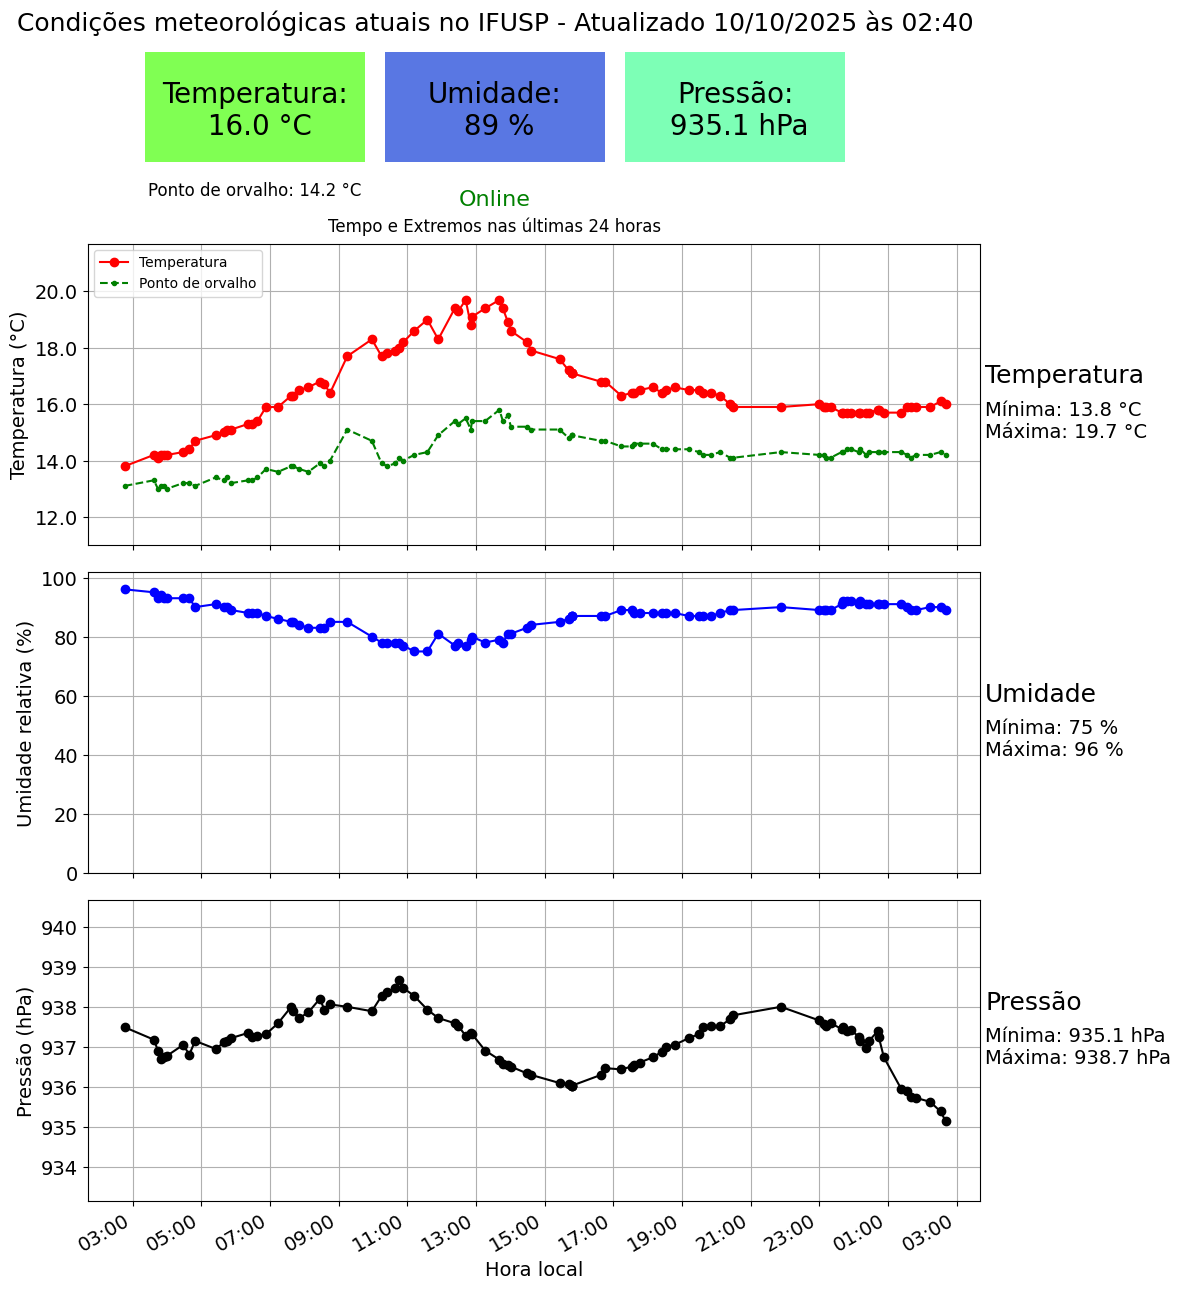 Condições meteorológicas atuais no IFUSP - Atualizado 10/10/2025 às 02:40
Temperatura:
16.0 °C
Umidade:
89 %
Pressão:
935.1 hPa
Ponto de orvalho: 14.2 °C
Online
Tempo e Extremos nas últimas 24 horas
Temperatura
Ponto de orvalho
Temperatura (°C)
20.0
18.0
16.0
14.0
12.0
Temperatura
Mínima: 13.8 °C
Máxima: 19.7 °C
Umidade relativa (%)
100
80
60
40
20
0
Umidade
Mínima: 75 %
Máxima: 96 %
Pressão (hPa)
940
939
938
937
936
935
934
Pressão
Mínima: 935.1 hPa
Máxima: 938.7 hPa
03:00 05:00 07:00 09:00 11:00 13:00 15:00 17:00 19:00 21:00 23:00 01:00 03:00
Hora local